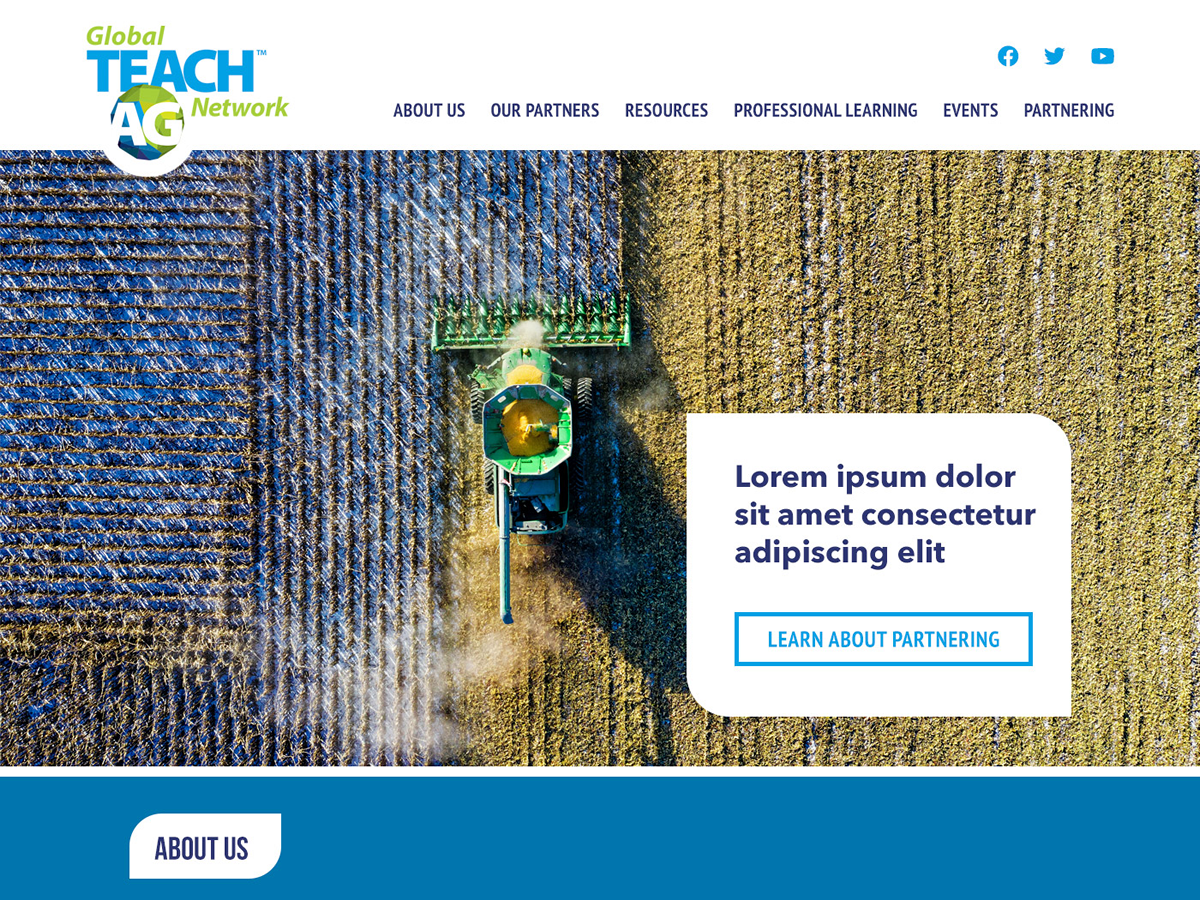 Global
TEACH™
AG Network
ABOUT US OUR PARTNERS RESOURCES PROFESSIONAL LEARNING EVENTS PARTNERING
Lorem ipsum dolor
sit amet consectetur
adipiscing elit
LEARN ABOUT PARTNERING
ABOUT US